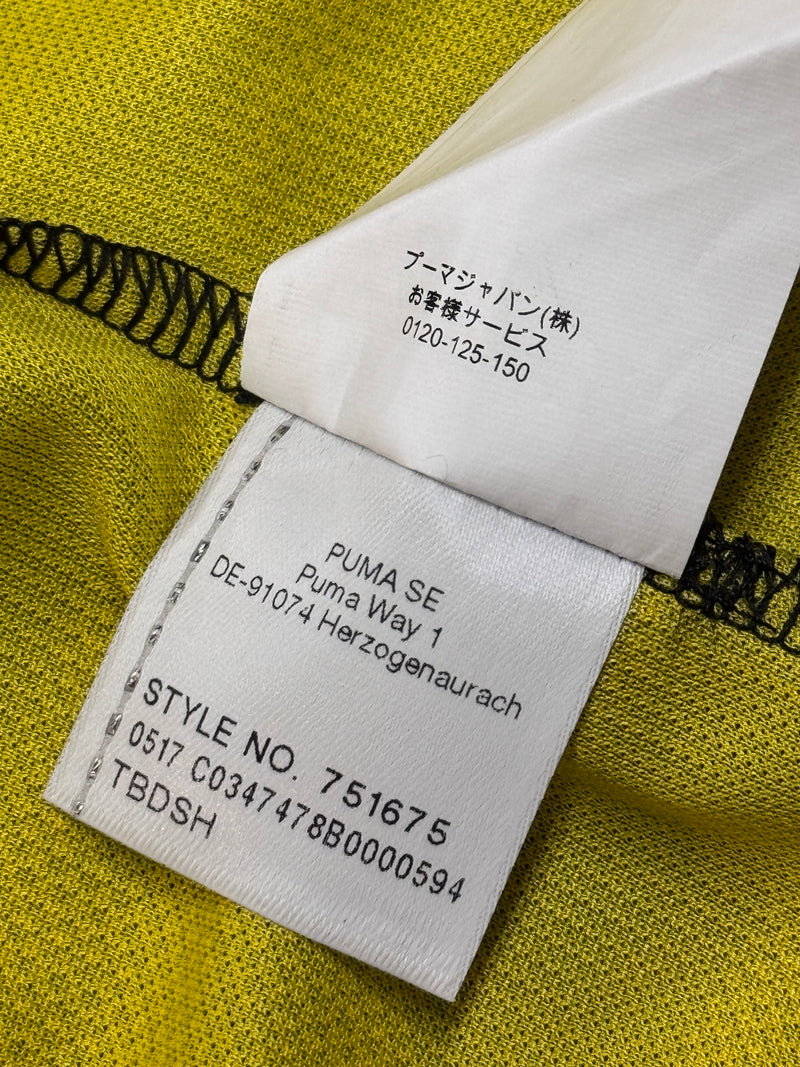 プーマジャパン(株)
お客様サービス
0120-125-150
PUMA SE
Puma Way 1
DE-91074 Herzogenaurach
STYLE NO. 751675
0517 C0347478B0000594
TBDSH